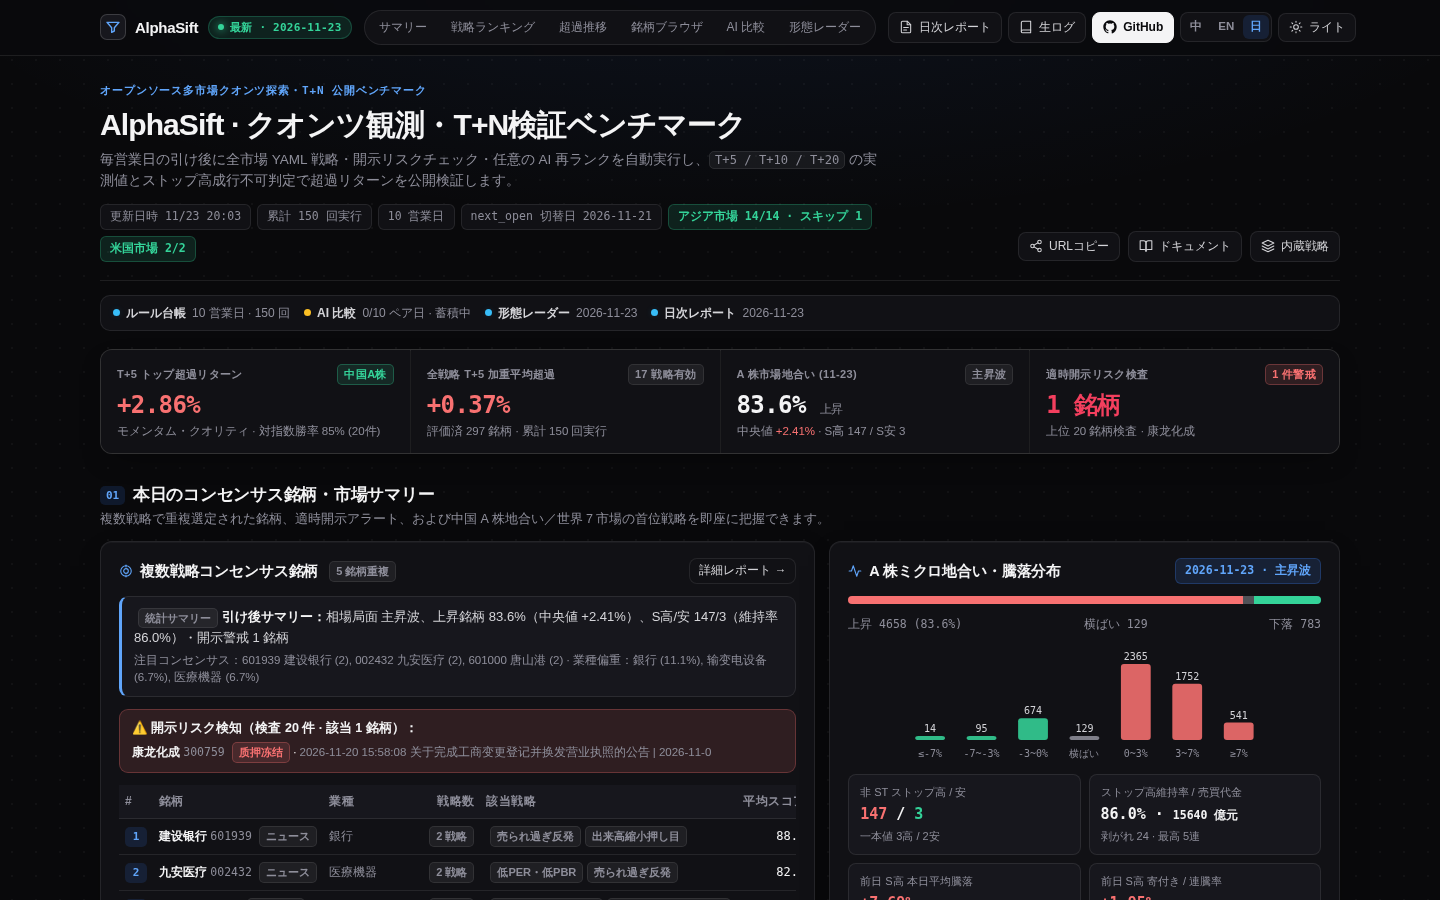 AlphaSift
最新 · 2026-11-23
サマリー
戦略ランキング
超過推移
銘柄ブラウザ
AI 比較
形態レーダー
日次レポート
生ログ
GitHub
中
EN
日
ライト
オープンソース多市場クオンツ探索・T+N 公開ベンチマーク
AlphaSift · クオンツ観測・T+N検証ベンチマーク
毎営業日の引け後に全市場 YAML 戦略・開示リスクチェック・任意の AI 再ランクを自動実行し、 T+5 / T+10 / T+20 の実
測値とストップ高成行不可判定で超過リターンを公開検証します。
更新日時 11/23 20:03
累計 150 回実行
10 営業日
next_open 切替日 2026-11-21
アジア市場 14/14 · スキップ 1
米国市場 2/2
URLコピー
ドキュメント
内蔵戦略
ルール台帳 10 営業日 · 150 回
AI 比較 0/10 ペア日 · 蓄積中
形態レーダー 2026-11-23
日次レポート 2026-11-23
T+5 トップ超過リターン
中国A株
+2.86%
モメンタム・クオリティ · 対指数勝率 85% (20件)
全戦略 T+5 加重平均超過
17 戦略有効
+0.37%
評価済 297 銘柄 · 累計 150 回実行
A 株市場地合い (11-23)
主昇波
83.6% 上昇
中央値 +2.41% · S高 147 / S安 3
適時開示リスク検査
1 件警戒
1 銘柄
上位 20 銘柄検査 · 康龙化成
01 本日のコンセンサス銘柄・市場サマリー
複数戦略で重複選定された銘柄、適時開示アラート、および中国 A 株地合い／世界 7 市場の首位戦略を即座に把握できます。
複数戦略コンセンサス銘柄
5 銘柄重複
詳細レポート →
統計サマリー 引け後サマリー：相場局面 主昇波、上昇銘柄 83.6%（中央値 +2.41%）、S高/安 147/3（維持率
86.0%）・開示警戒 1 銘柄
注目コンセンサス：601939 建设银行 (2), 002432 九安医疗 (2), 601000 唐山港 (2) · 業種偏重：銀行 (11.1%), 输变电设备
(6.7%), 医療機器 (6.7%)
⚠️ 開示リスク検知（検査 20 件 · 該当 1 銘柄）：
康龙化成 300759 质押冻结 · 2026-11-20 15:58:08 关于完成工商变更登记并换发营业执照的公告 | 2026-11-0
# 銘柄 業種 戦略数 該当戦略 平均スコア
1 建设银行 601939 ニュース 銀行 2 戦略 売られ過ぎ反発 出来高縮小押し目 88.
2 九安医疗 002432 ニュース 医療機器 2 戦略 低PER・低PBR 売られ過ぎ反発 82.
A 株ミクロ地合い・騰落分布
2026-11-23 · 主昇波
上昇 4658 (83.6%)
横ばい 129
下落 783
14
95
674
129
2365
1752
541
≤-7%
-7~-3%
-3~0%
横ばい
0~3%
3~7%
≥7%
非 ST ストップ高 / 安
147 / 3
一本値 3高 / 2安
ストップ高維持率 / 売買代金
86.0% · 15640 億元
剥がれ 24 · 最高 5連
前日 S高 本日平均騰落
前日 S高 寄付き / 連騰率